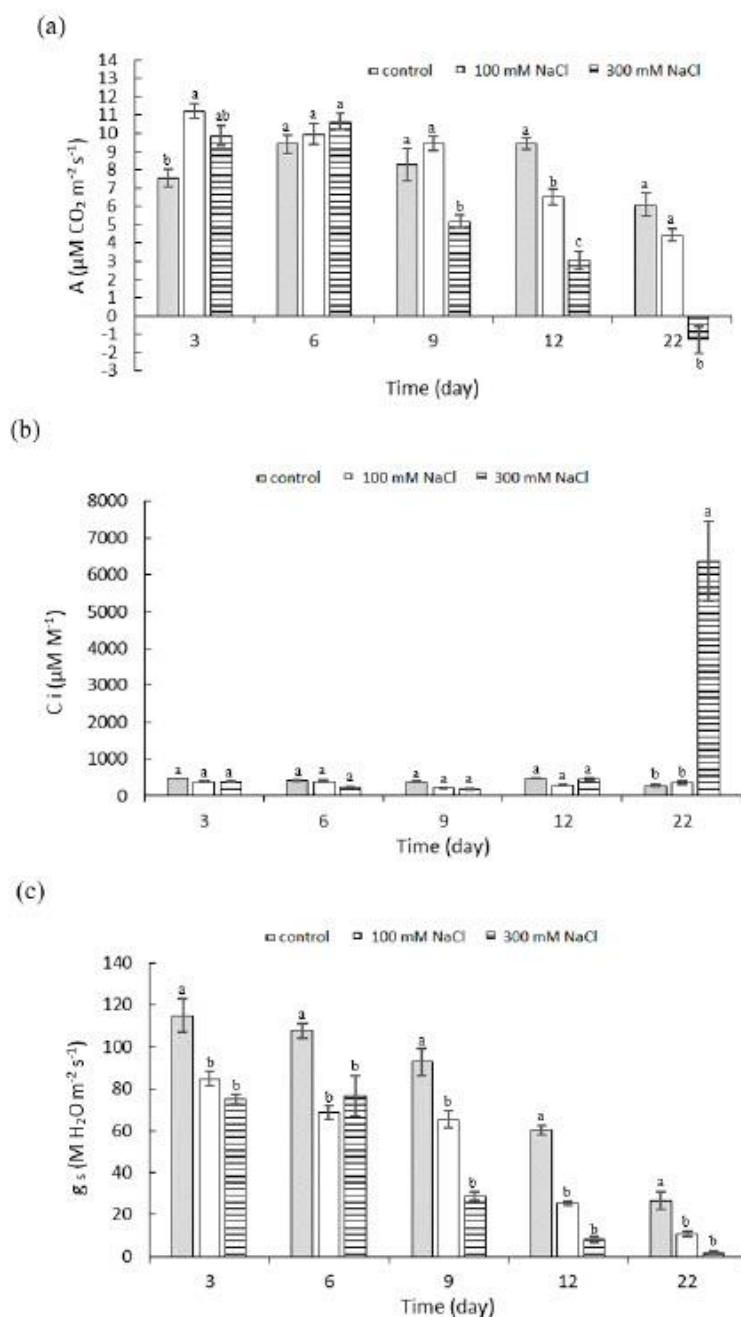 (a)
control 100 mM NaCl 300 mM NaCl
14
13
12
11
10
9
8
7
6
5
4
3
2
1
0
-1
-2
-3
A (µM CO₂ m⁻² s⁻¹)
b a ab
a a a
a a b
a b c
a a b
3 6 9 12 22
Time (day)
(b)
control 100 mM NaCl 300 mM NaCl
8000
7000
6000
5000
4000
3000
2000
1000
0
C i (µM M⁻¹)
a a a
a a a
a a a
a a a
b b a
3 6 9 12 22
Time (day)
(c)
control 100 mM NaCl 300 mM NaCl
140
120
100
80
60
40
20
0
g s (M H₂O m⁻² s⁻¹)
a b b
a b b
a b b
a b b
a b b
3 6 9 12 22
Time (day)